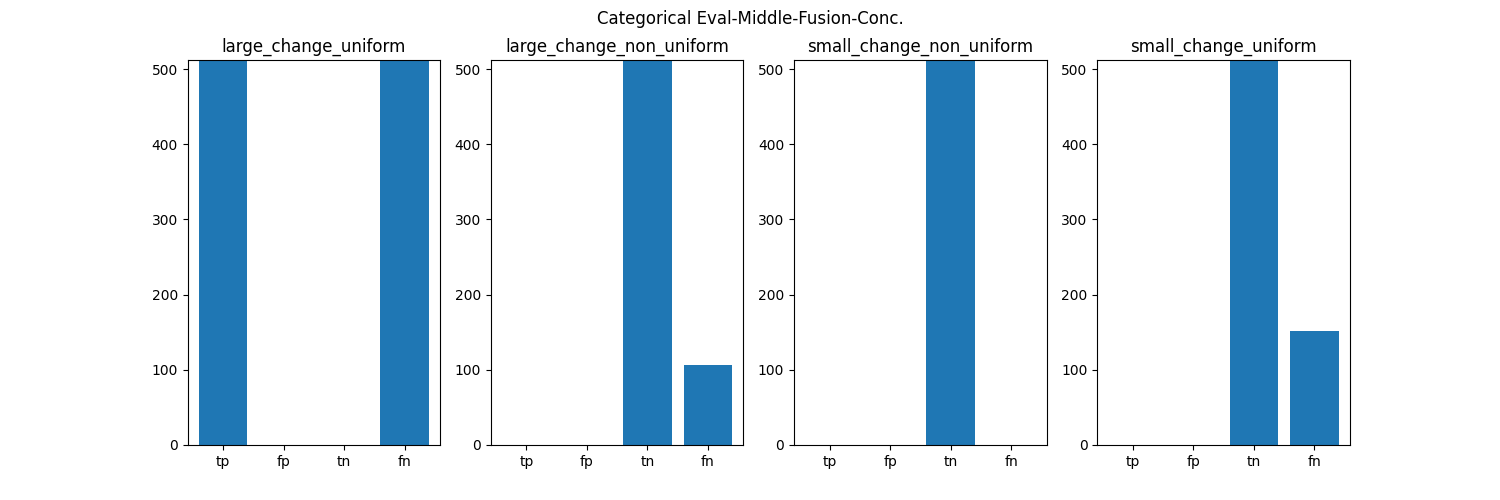 Categorical Eval-Middle-Fusion-Conc.
large_change_uniform
500
400
300
200
100
0
tp fp tn fn
large_change_non_uniform
500
400
300
200
100
0
tp fp tn fn
small_change_non_uniform
500
400
300
200
100
0
tp fp tn fn
small_change_uniform
500
400
300
200
100
0
tp fp tn fn